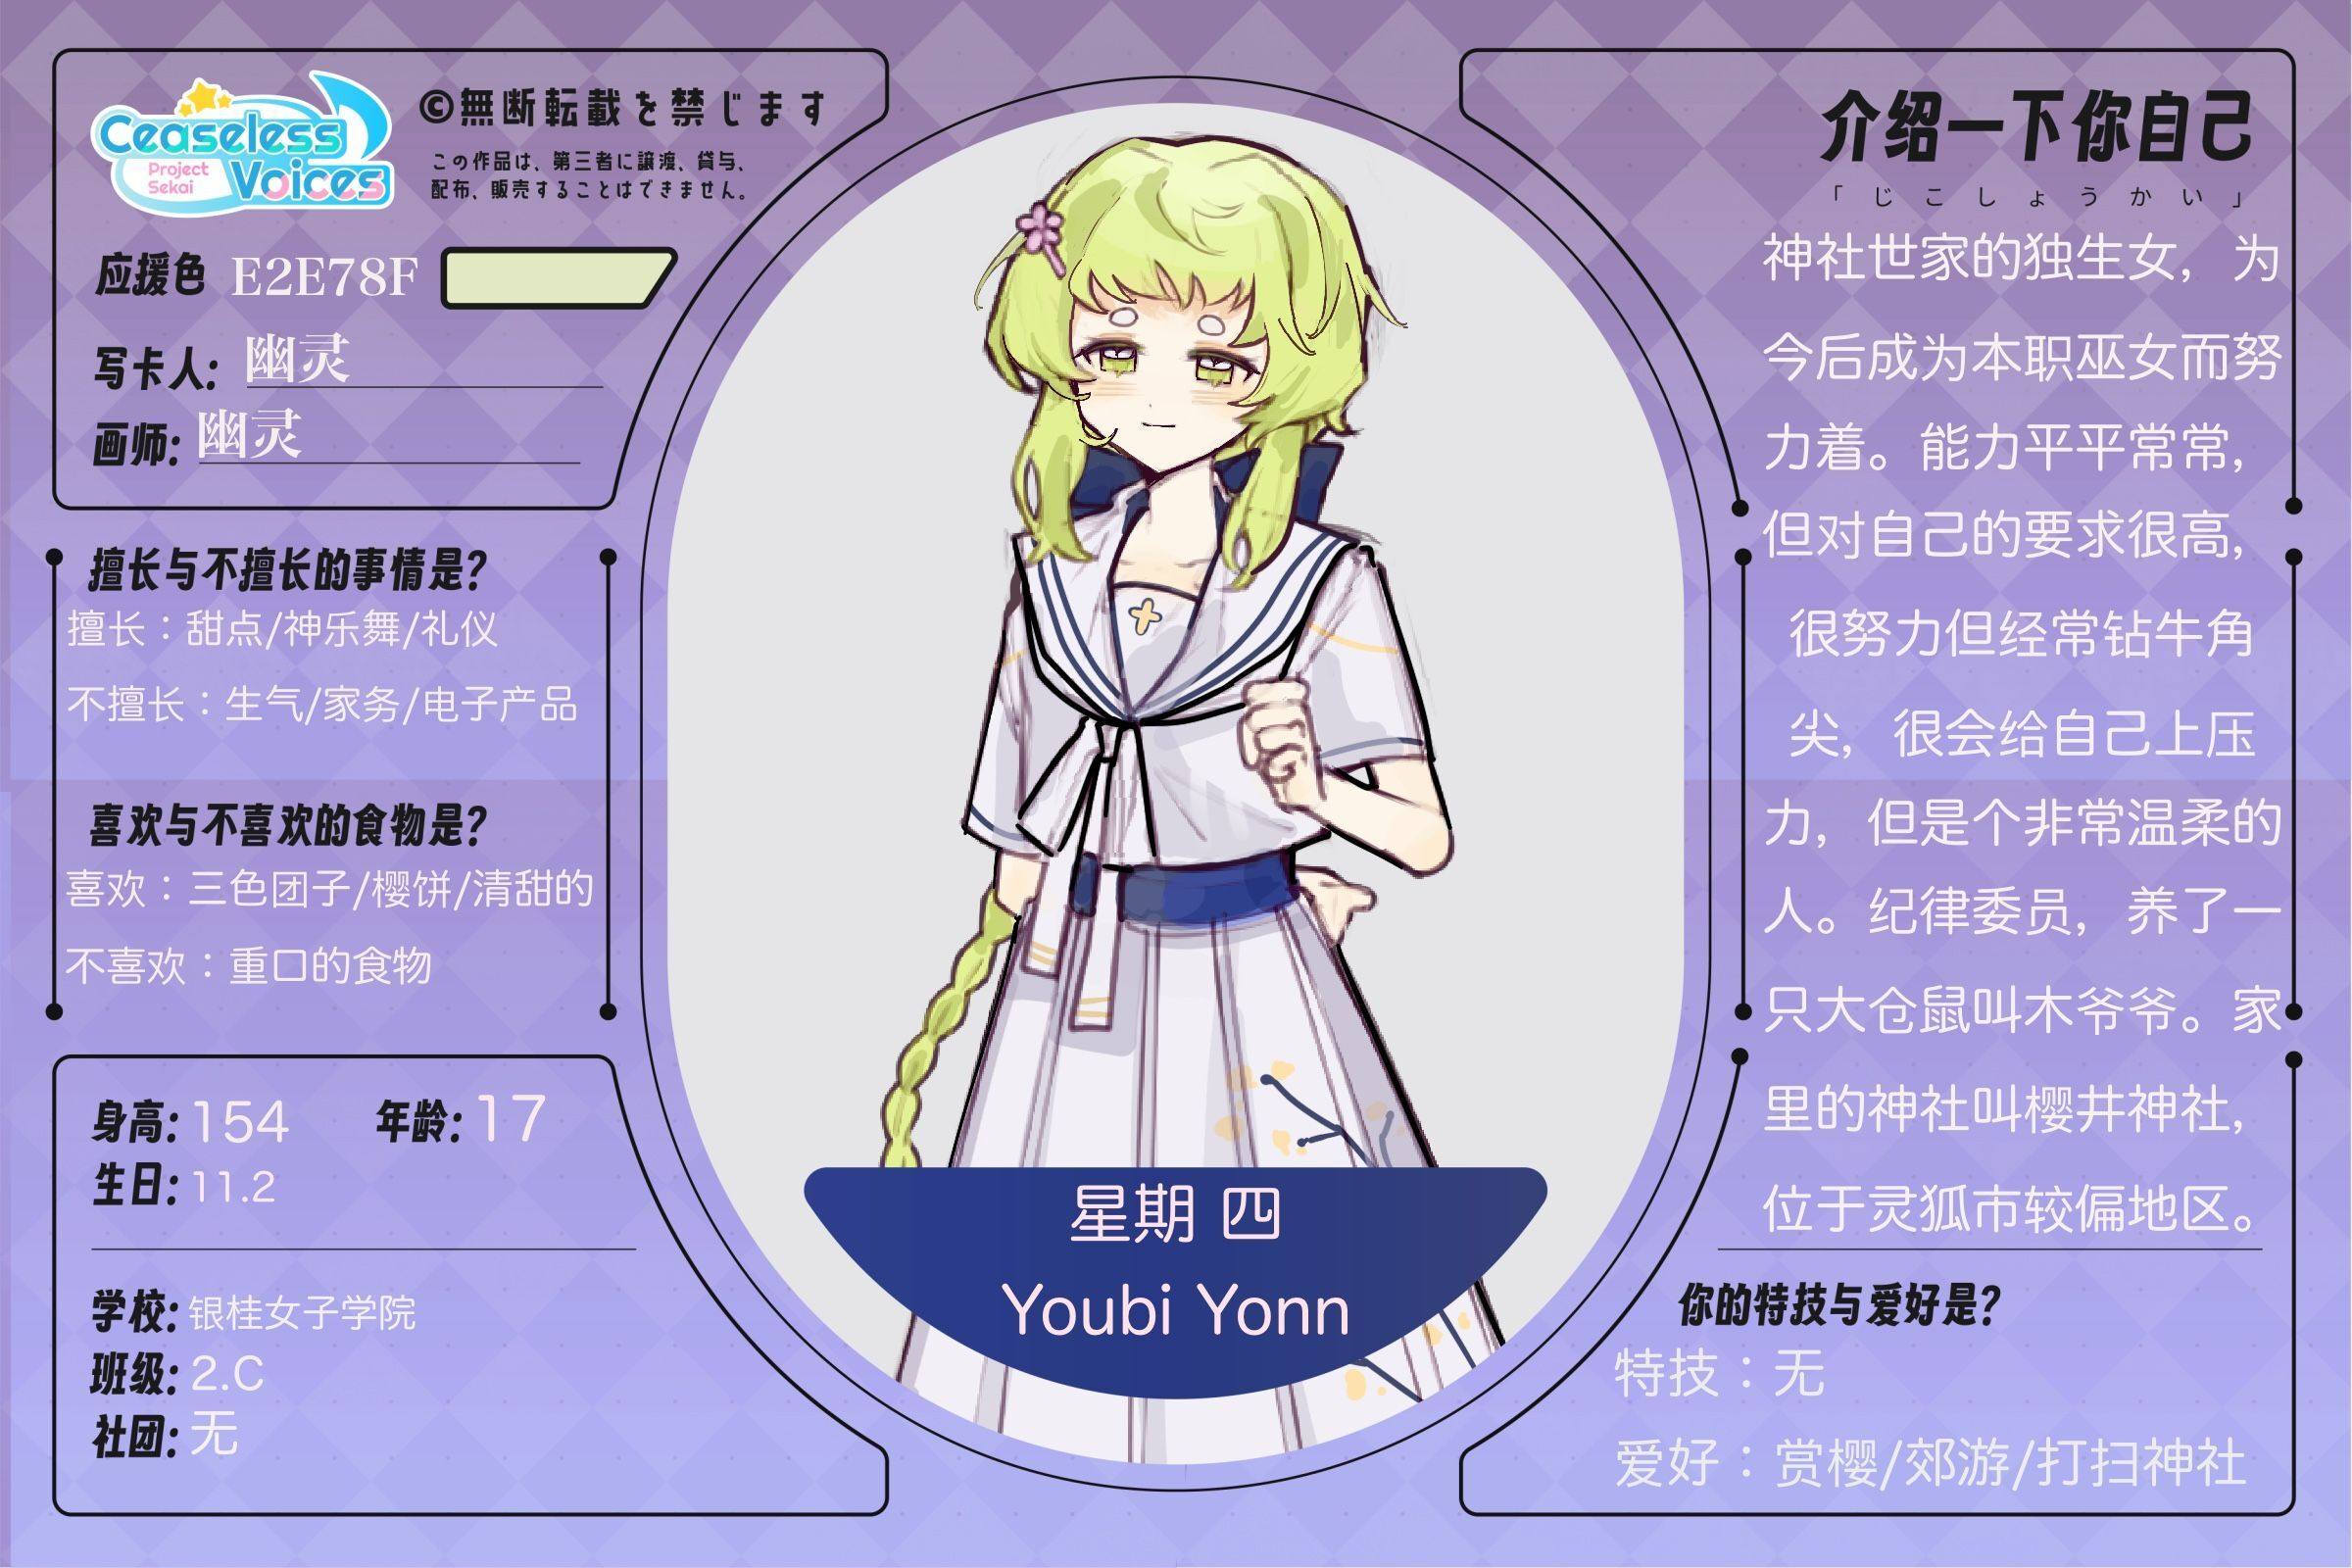 Ceaseless
Project
Sekai
Voices
©無断転載を禁じます
この作品は、第三者に譲渡、貸与、
配布、販売することはできません。
应援色 E2E78F
写卡人: 幽灵
画师: 幽灵
擅长与不擅长的事情是?
擅长：甜点/神乐舞/礼仪
不擅长：生气/家务/电子产品
喜欢与不喜欢的食物是?
喜欢：三色团子/樱饼/清甜的
不喜欢：重口的食物
身高: 154 年龄: 17
生日: 11.2
学校: 银桂女子学院
班级: 2.C
社团: 无
星期 四
Youbi Yonn
介绍一下你自己
「じこしょうかい」
神社世家的独生女，为
今后成为本职巫女而努
力着。能力平平常常，
但对自己的要求很高，
很努力但经常钻牛角
尖，很会给自己上压
力，但是个非常温柔的
人。纪律委员，养了一
只大仓鼠叫木爷爷。家
里的神社叫樱井神社，
位于灵狐市较偏地区。
你的特技与爱好是?
特技：无
爱好：赏樱/郊游/打扫神社